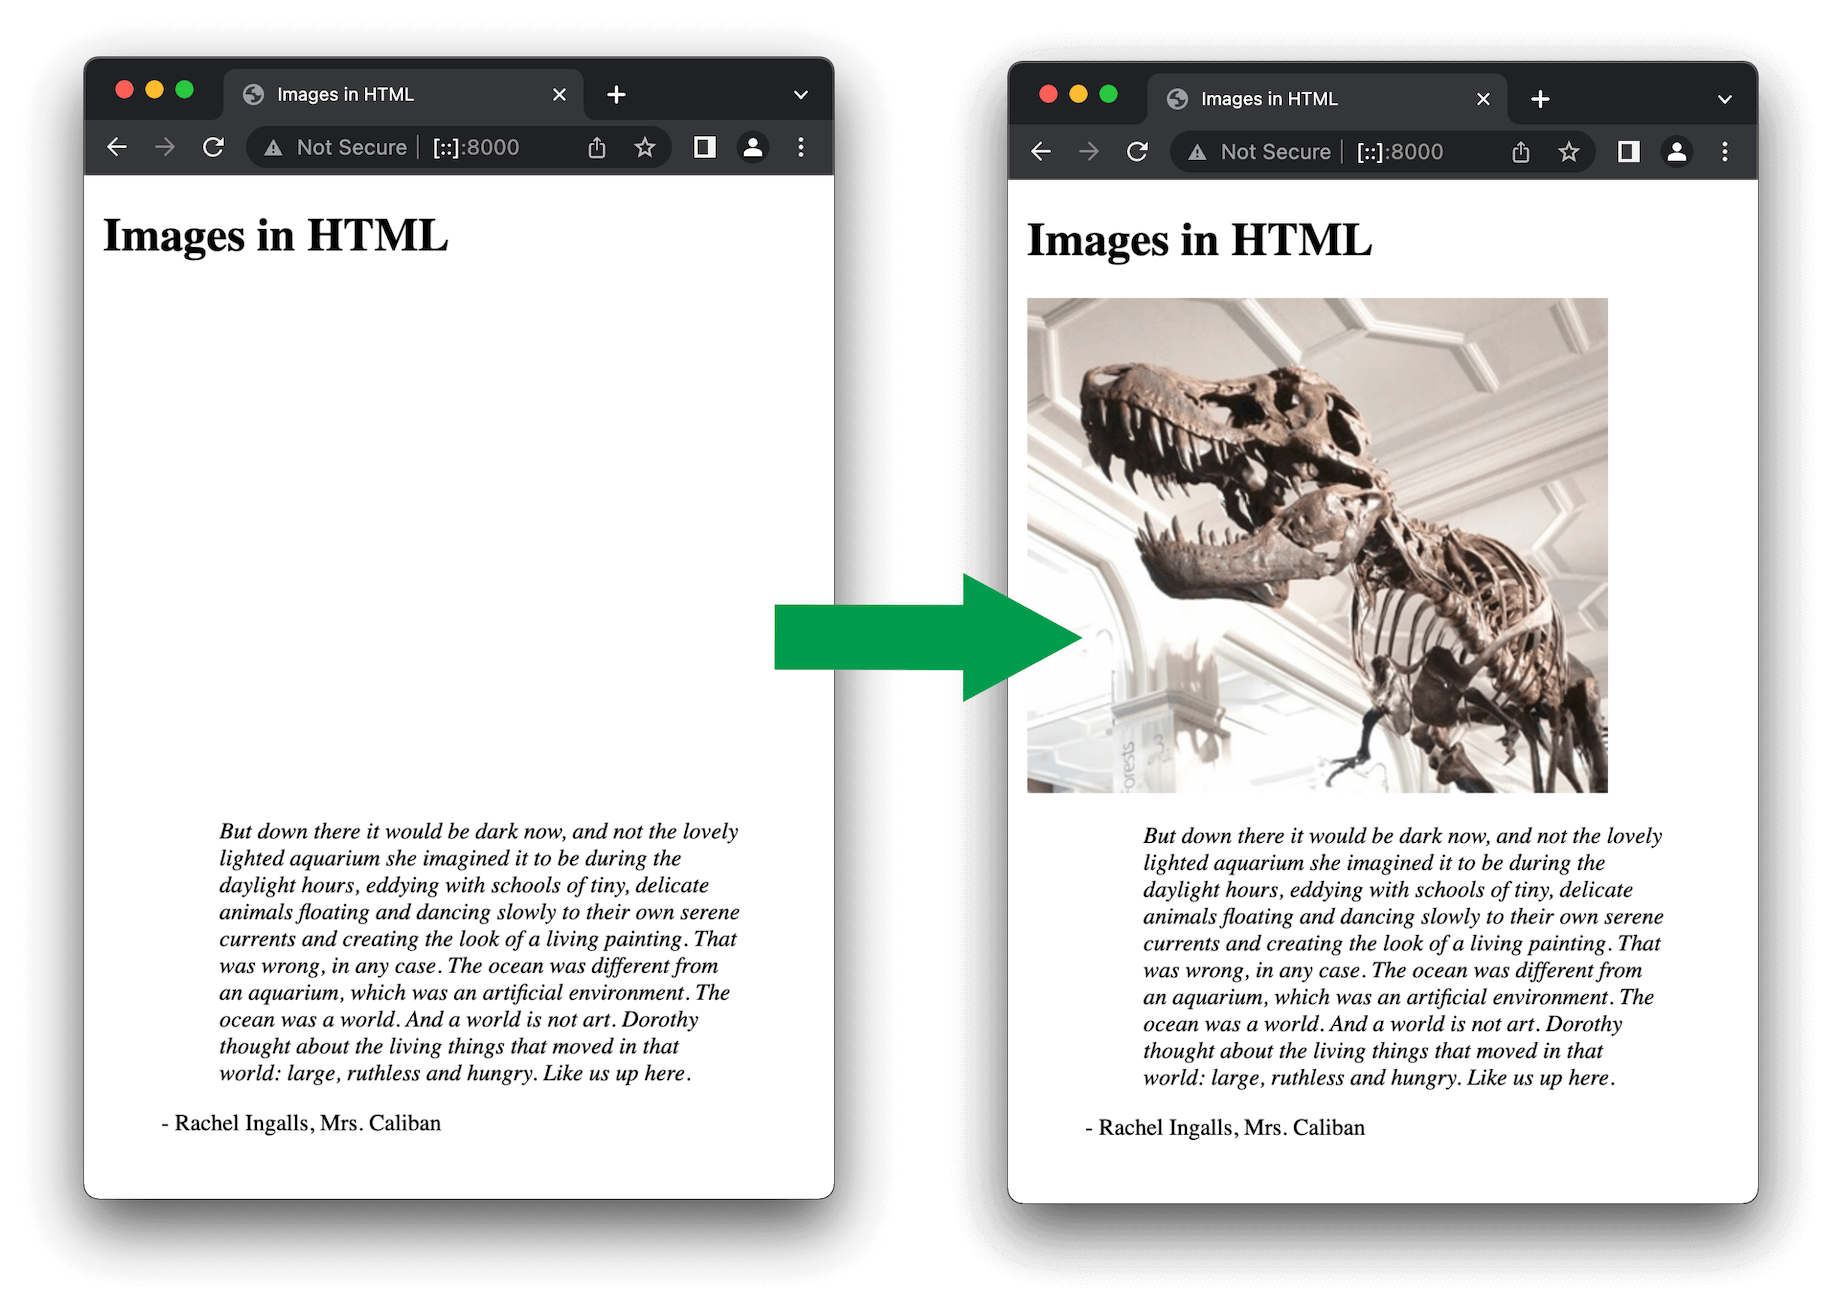 Images in HTML
Not Secure [::]:8000
Images in HTML
But down there it would be dark now, and not the lovely
lighted aquarium she imagined it to be during the
daylight hours, eddying with schools of tiny, delicate
animals floating and dancing slowly to their own serene
currents and creating the look of a living painting. That
was wrong, in any case. The ocean was different from
an aquarium, which was an artificial environment. The
ocean was a world. And a world is not art. Dorothy
thought about the living things that moved in that
world: large, ruthless and hungry. Like us up here.
- Rachel Ingalls, Mrs. Caliban
Images in HTML
Not Secure [::]:8000
Images in HTML
orests
But down there it would be dark now, and not the lovely
lighted aquarium she imagined it to be during the
daylight hours, eddying with schools of tiny, delicate
animals floating and dancing slowly to their own serene
currents and creating the look of a living painting. That
was wrong, in any case. The ocean was different from
an aquarium, which was an artificial environment. The
ocean was a world. And a world is not art. Dorothy
thought about the living things that moved in that
world: large, ruthless and hungry. Like us up here.
- Rachel Ingalls, Mrs. Caliban